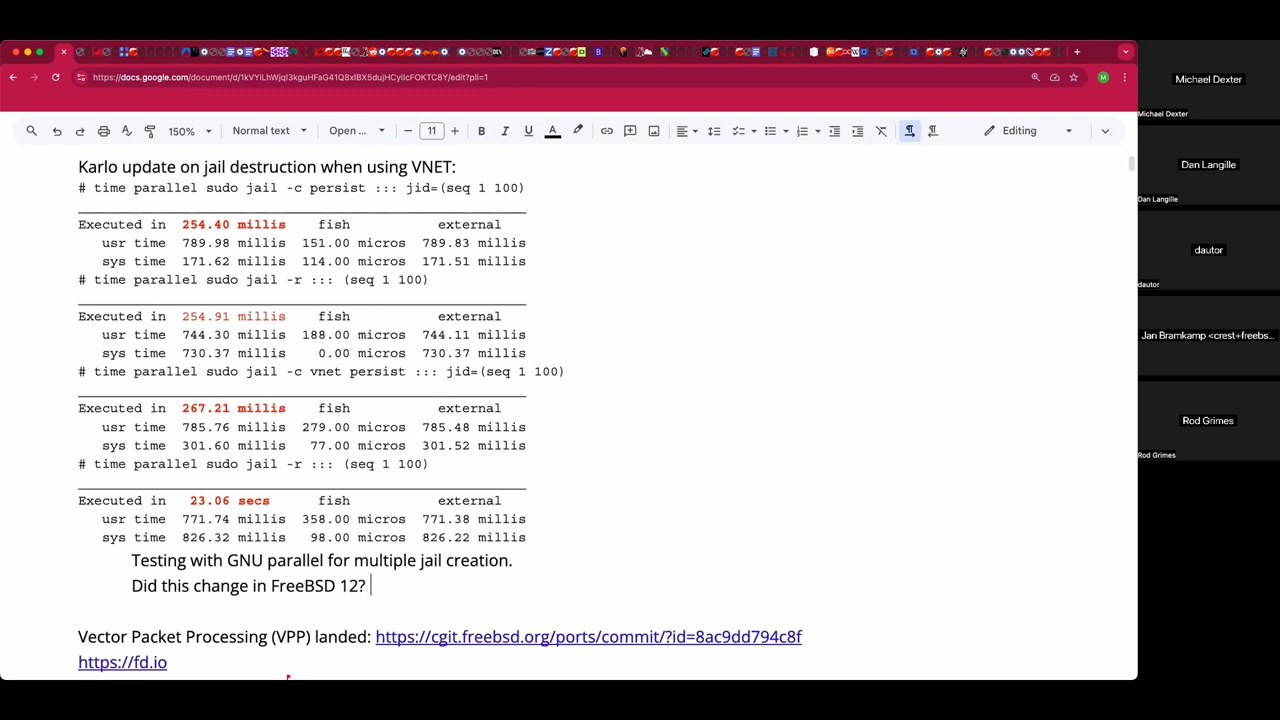 https://docs.google.com/document/d/1kVYiLhWjqI3kguHFaG41Q8xIBX5dujHCyIIcFOKTC8Y/edit?pli=1
M
150%
Normal text
Open ...
11
Editing
Karlo update on jail destruction when using VNET:
# time parallel sudo jail -c persist ::: jid=(seq 1 100)
Executed in 254.40 millis fish external
usr time 789.98 millis 151.00 micros 789.83 millis
sys time 171.62 millis 114.00 micros 171.51 millis
# time parallel sudo jail -r ::: (seq 1 100)
Executed in 254.91 millis fish external
usr time 744.30 millis 188.00 micros 744.11 millis
sys time 730.37 millis 0.00 micros 730.37 millis
# time parallel sudo jail -c vnet persist ::: jid=(seq 1 100)
Executed in 267.21 millis fish external
usr time 785.76 millis 279.00 micros 785.48 millis
sys time 301.60 millis 77.00 micros 301.52 millis
# time parallel sudo jail -r ::: (seq 1 100)
Executed in 23.06 secs fish external
usr time 771.74 millis 358.00 micros 771.38 millis
sys time 826.32 millis 98.00 micros 826.22 millis
Testing with GNU parallel for multiple jail creation.
Did this change in FreeBSD 12?
Vector Packet Processing (VPP) landed: https://cgit.freebsd.org/ports/commit/?id=8ac9dd794c8f
https://fd.io
Michael Dexter
Michael Dexter
Dan Langille
Dan Langille
dautor
dautor
Jan Bramkamp <crest+freebs...
Rod Grimes
Rod Grimes